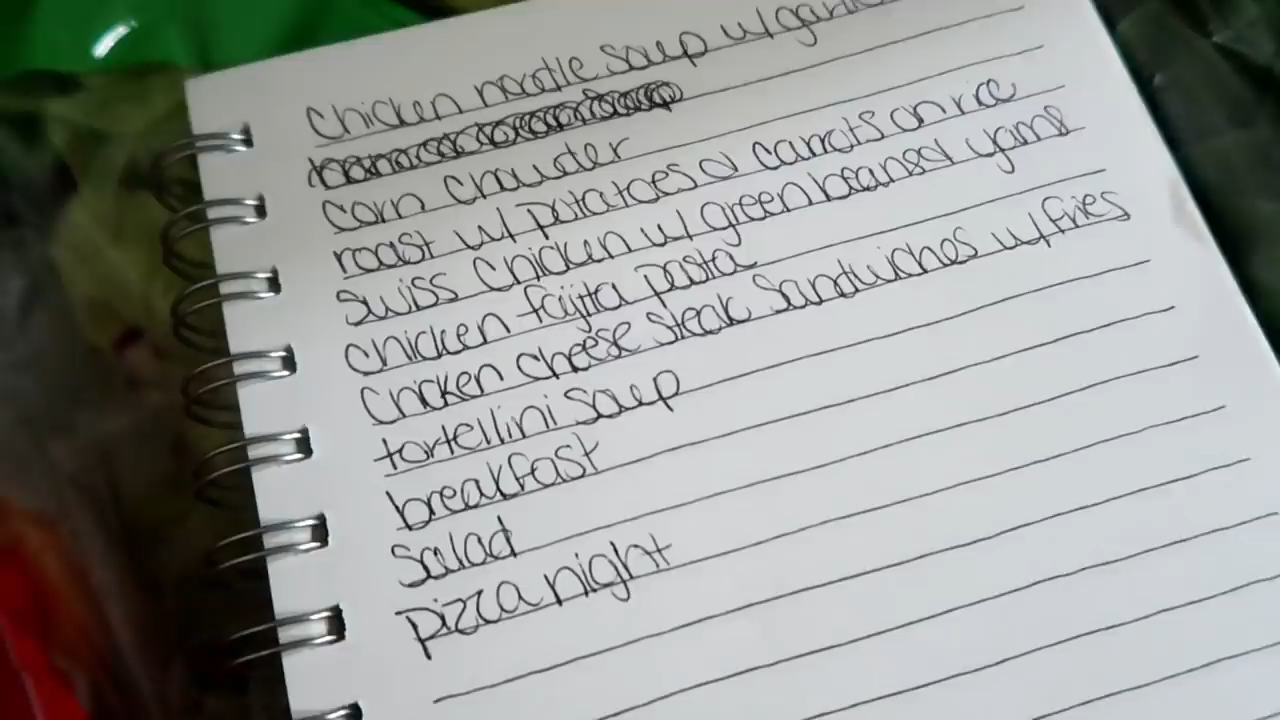 Chicken noodle soup w/
corn chowder
roast w/ potatoes & carrots on rice
swiss chicken w/ green beans & yams
chicken fajita pasta
chicken cheese steak sandwiches w/ fries
tortellini soup
breakfast
salad
pizza night